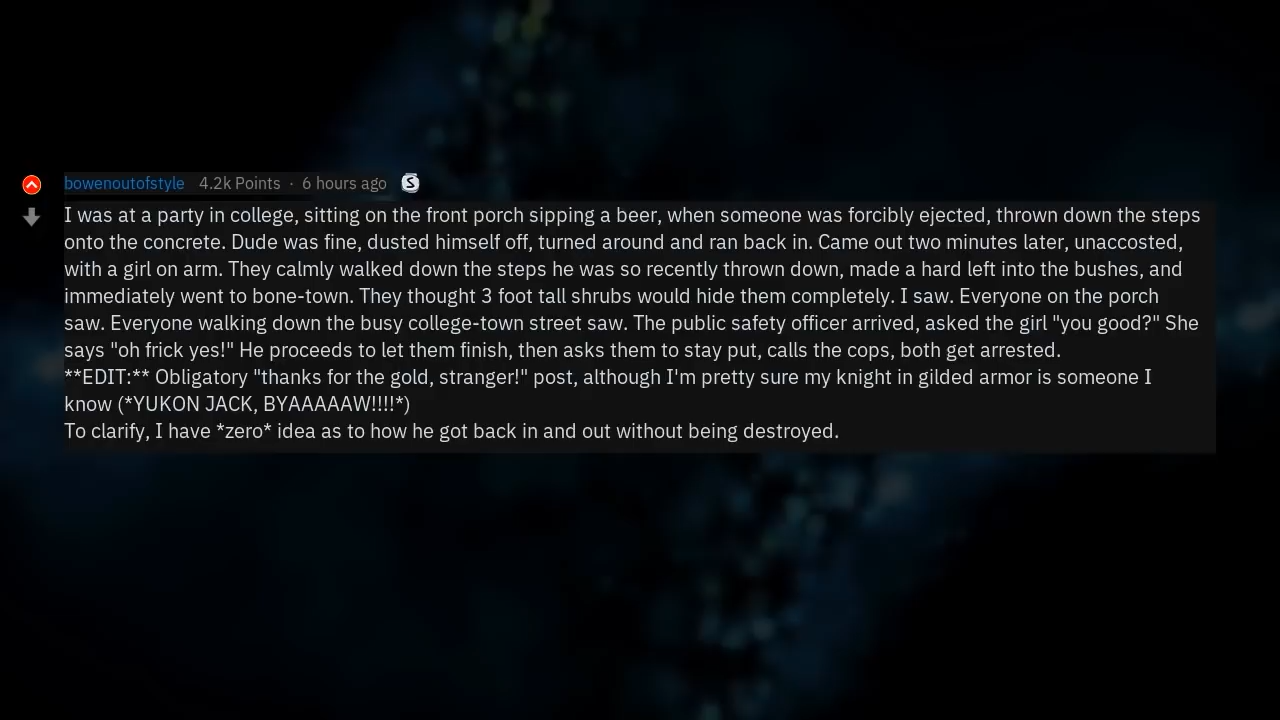 bowenoutofstyle 4.2k Points · 6 hours ago S
I was at a party in college, sitting on the front porch sipping a beer, when someone was forcibly ejected, thrown down the steps
onto the concrete. Dude was fine, dusted himself off, turned around and ran back in. Came out two minutes later, unaccosted,
with a girl on arm. They calmly walked down the steps he was so recently thrown down, made a hard left into the bushes, and
immediately went to bone-town. They thought 3 foot tall shrubs would hide them completely. I saw. Everyone on the porch
saw. Everyone walking down the busy college-town street saw. The public safety officer arrived, asked the girl "you good?" She
says "oh frick yes!" He proceeds to let them finish, then asks them to stay put, calls the cops, both get arrested.
**EDIT:** Obligatory "thanks for the gold, stranger!" post, although I'm pretty sure my knight in gilded armor is someone I
know (*YUKON JACK, BYAAAAAW!!!!*)
To clarify, I have *zero* idea as to how he got back in and out without being destroyed.